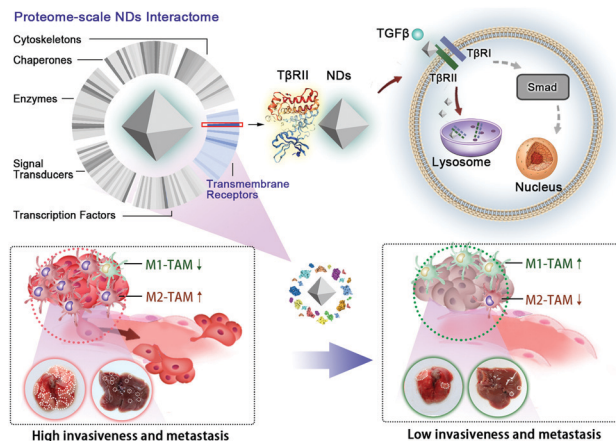 Proteome-scale NDs Interactome
Cytoskeletons
Chaperones
Enzymes
Signal
Transducers
Transcription Factors
Transmembrane
Receptors
TβRII
NDs
TGFβ
TβRI
TβRII
Smad
Lysosome
Nucleus
M1-TAM ↓
M2-TAM ↑
High invasiveness and metastasis
M1-TAM ↑
M2-TAM ↓
Low invasiveness and metastasis